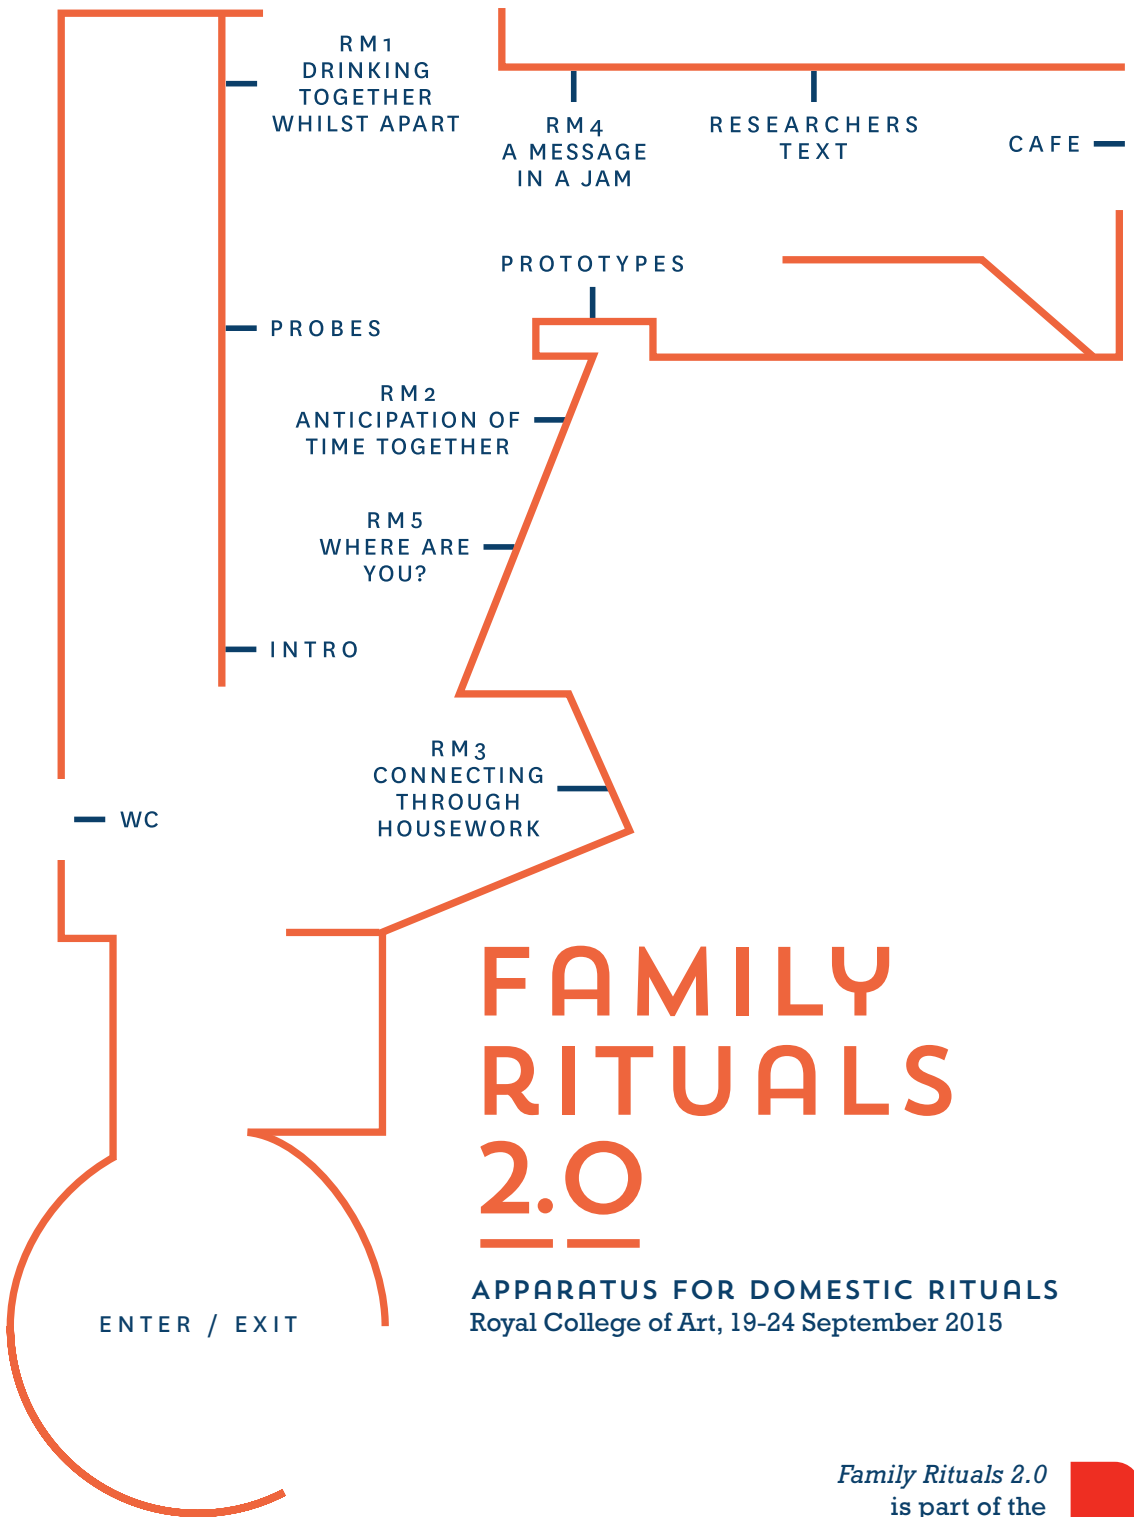 RM1
DRINKING
TOGETHER
WHILST APART
RM4
A MESSAGE
IN A JAM
RESEARCHERS
TEXT
CAFE
PROTOTYPES
PROBES
RM2
ANTICIPATION OF
TIME TOGETHER
RM5
WHERE ARE
YOU?
INTRO
RM3
CONNECTING
THROUGH
HOUSEWORK
WC
FAMILY
RITUALS
2.0
APPARATUS FOR DOMESTIC RITUALS
Royal College of Art, 19-24 September 2015
ENTER / EXIT
Family Rituals 2.0
is part of the